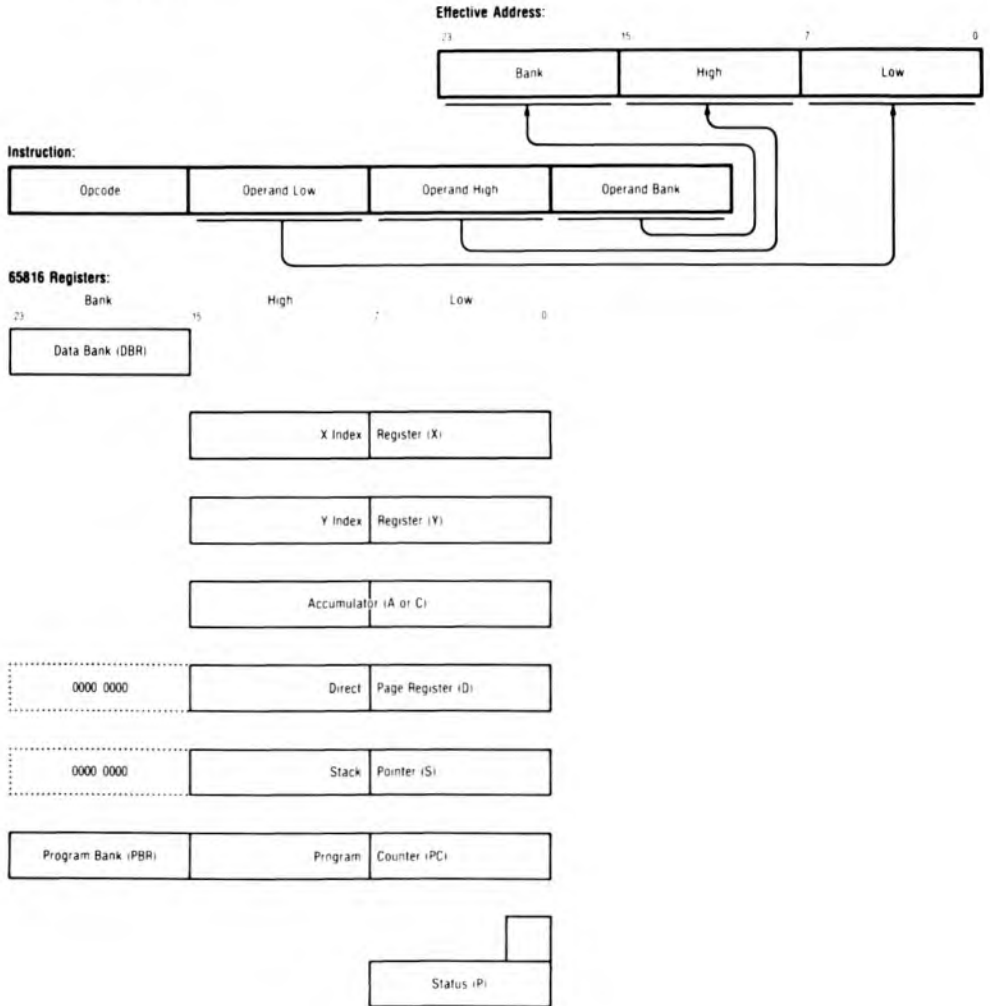 Effective Address:
23 15 7 0
Bank High Low
Instruction:
Opcode Operand Low Operand High Operand Bank
65816 Registers:
Bank High Low
23 15 7 0
Data Bank (DBR)
X Index Register (X)
Y Index Register (Y)
Accumulator (A or C)
0000 0000 Direct Page Register (D)
0000 0000 Stack Pointer (S)
Program Bank (PBR) Program Counter (PC)
Status (P)